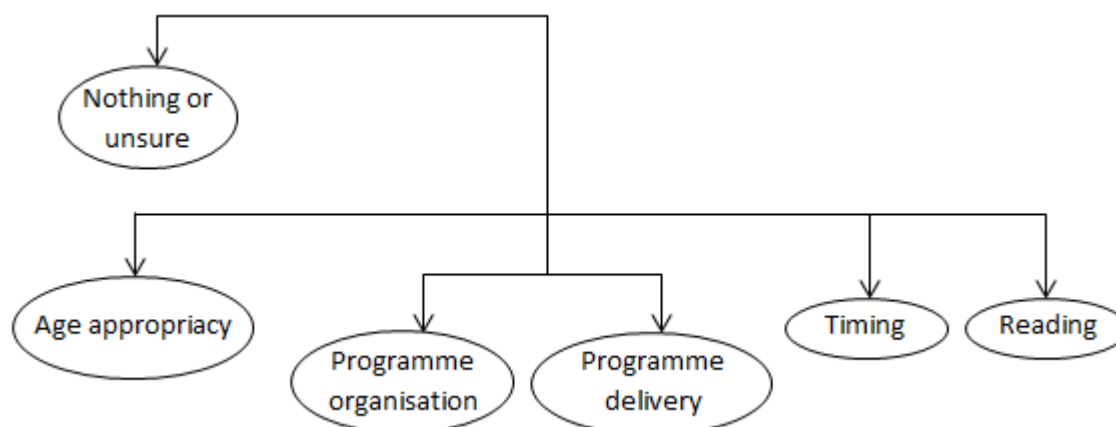 Nothing or
unsure
Age appropriacy
Programme
organisation
Programme
delivery
Timing
Reading